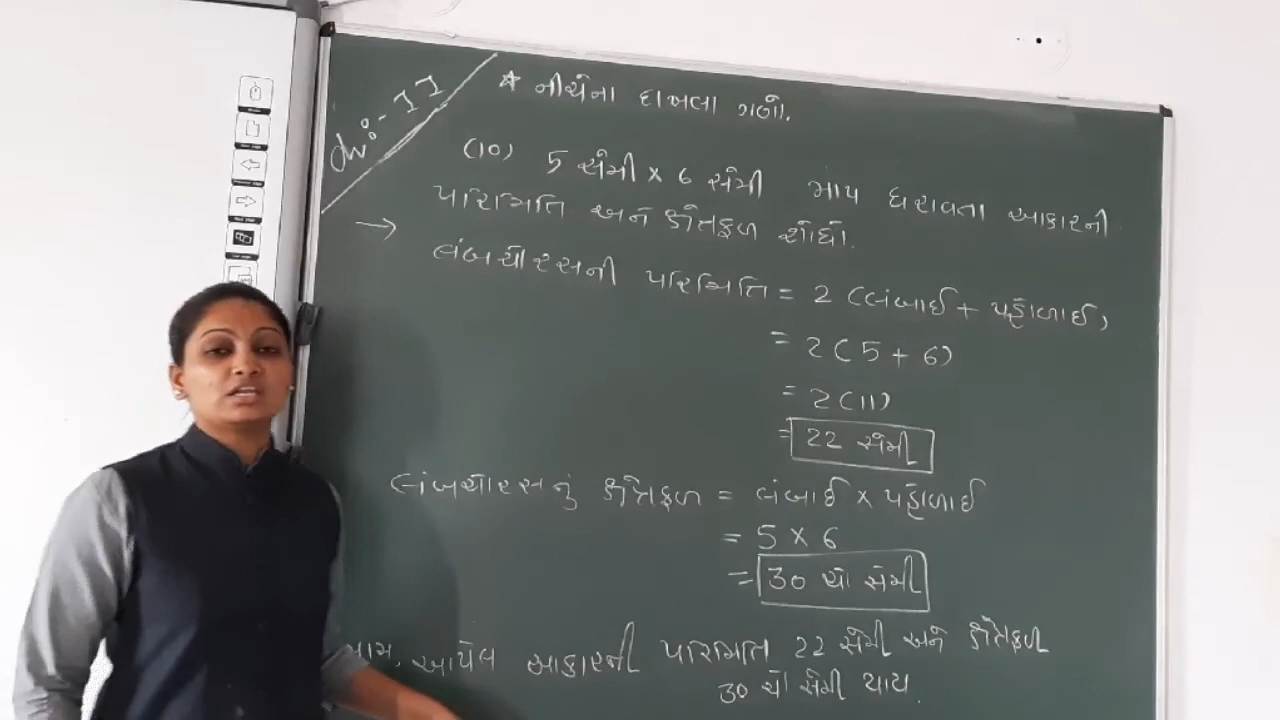 Ch:- 11
* નીચેના દાખલા ગણો.
(10) 5 સેમી × 6 સેમી માપ ધરાવતા આકારની
પરિમિતિ અને ક્ષેત્રફળ શોધો.
→ લંબચોરસની પરિમિતિ = 2 (લંબાઈ + પહોળાઈ)
= 2 (5 + 6)
= 2 (11)
= 22 સેમી
લંબચોરસનું ક્ષેત્રફળ = લંબાઈ × પહોળાઈ
= 5 × 6
= 30 ચો સેમી
આમ, આપેલ આકારની પરિમિતિ 22 સેમી અને ક્ષેત્રફળ
30 ચો સેમી થાય.